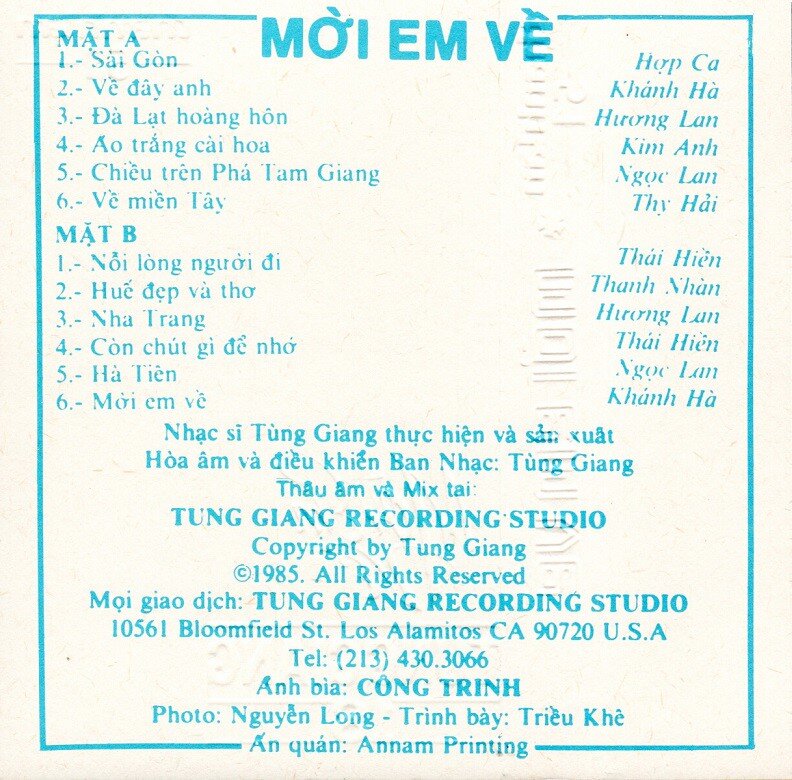 MỜI EM VỀ
MẶT A
1.- Sài Gòn Hợp Ca
2.- Về đây anh Khánh Hà
3.- Đà Lạt hoàng hôn Hương Lan
4.- Áo trắng cài hoa Kim Anh
5.- Chiều trên Phá Tam Giang Ngọc Lan
6.- Về miền Tây Thy Hải
MẶT B
1.- Nỗi lòng người đi Thái Hiền
2.- Huế đẹp và thơ Thanh Nhàn
3.- Nha Trang Hương Lan
4.- Còn chút gì để nhớ Thái Hiền
5.- Hà Tiên Ngọc Lan
6.- Mời em về Khánh Hà
Nhạc sĩ Tùng Giang thực hiện và sản xuất
Hòa âm và điều khiển Ban Nhạc: Tùng Giang
Thâu âm và Mix tại:
TUNG GIANG RECORDING STUDIO
Copyright by Tung Giang
©1985. All Rights Reserved
Mọi giao dịch: TUNG GIANG RECORDING STUDIO
10561 Bloomfield St. Los Alamitos CA 90720 U.S.A
Tel: (213) 430.3066
Ảnh bìa: CÔNG TRINH
Photo: Nguyễn Long - Trình bày: Triều Khê
Ấn quán: Annam Printing